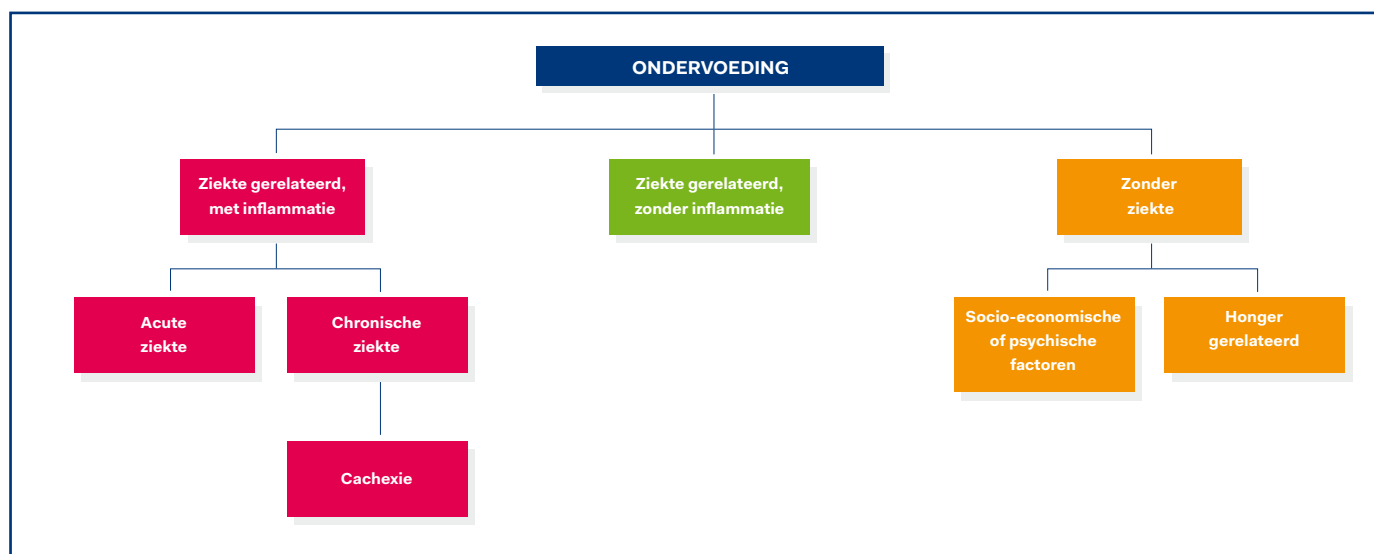 ONDERVOEDING
Ziekte gerelateerd,
met inflammatie
Ziekte gerelateerd,
zonder inflammatie
Zonder
ziekte
Acute
ziekte
Chronische
ziekte
Socio-economische
of psychische
factoren
Honger
gerelateerd
Cachexie